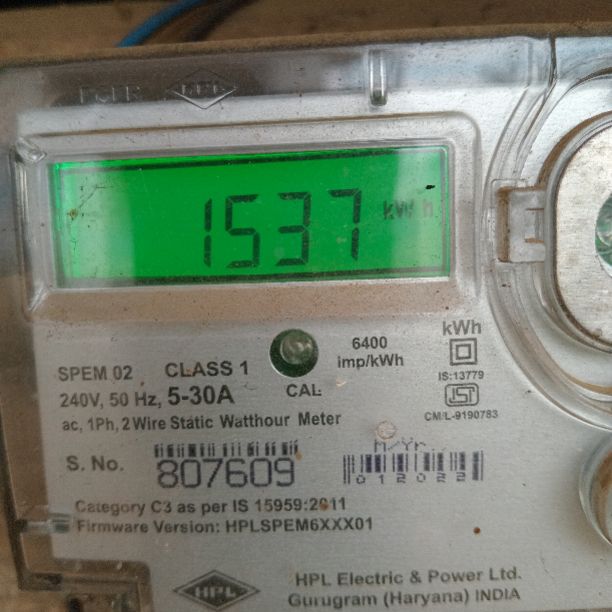 HPL
1537 kWh
SPEM 02 CLASS 1
CAL
6400
imp/kWh
kWh
IS:13779
CM/L-9190783
240V, 50 Hz, 5-30A
ac, 1Ph, 2 Wire Static Watthour Meter
S. No. 807609
M/Yr
012022
Category C3 as per IS 15959:2011
Firmware Version: HPLSPEM6XXX01
HPL
HPL Electric & Power Ltd.
Gurugram (Haryana) INDIA